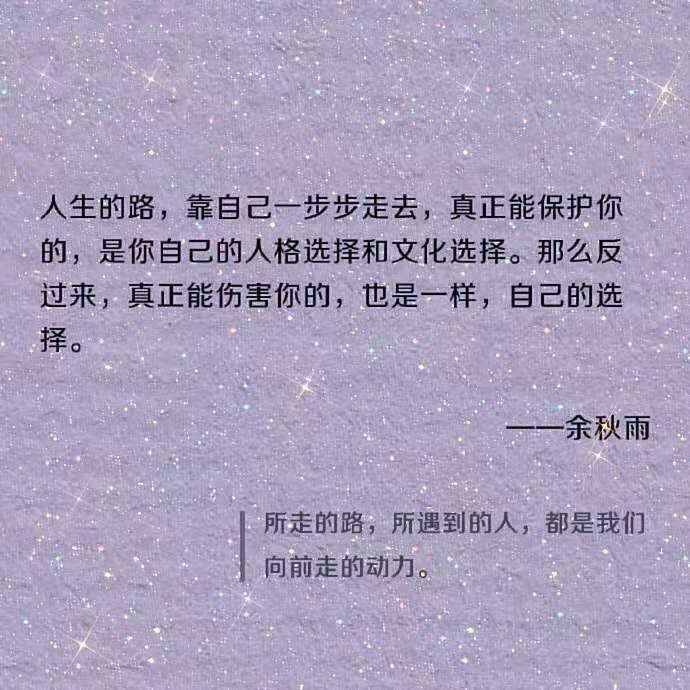 人生的路，靠自己一步步走去，真正能保护你
的，是你自己的人格选择和文化选择。那么反
过来，真正能伤害你的，也是一样，自己的选
择。
——余秋雨
所走的路，所遇到的人，都是我们
向前走的动力。